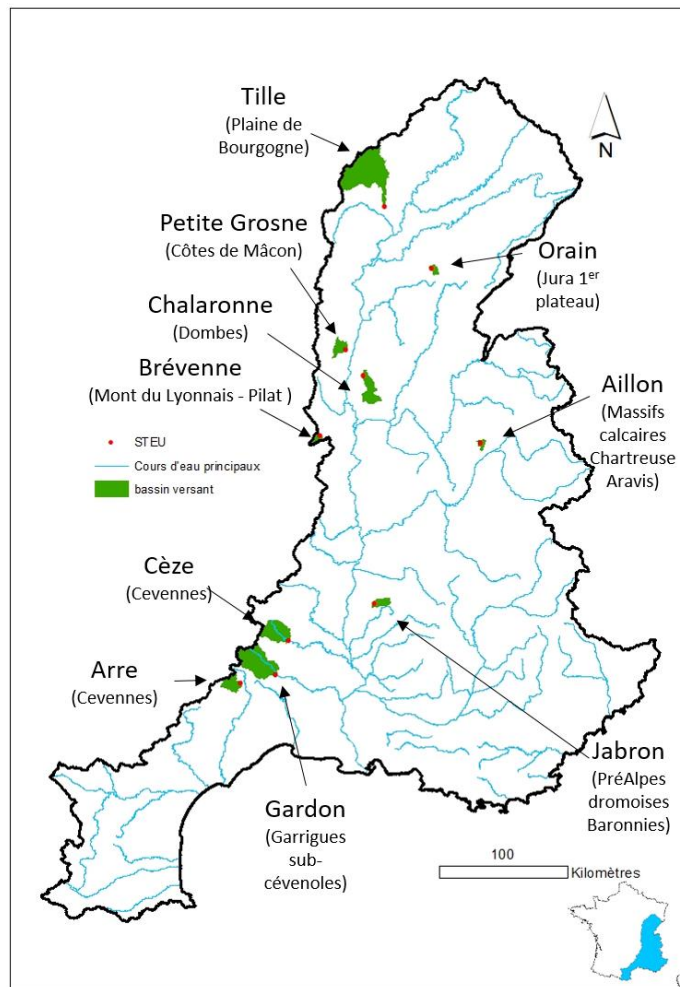 Tille
(Plaine de
Bourgogne)
N
Petite Grosne
(Côtes de Mâcon)
Orain
(Jura 1er
plateau)
Chalaronne
(Dombes)
Brévenne
(Mont du Lyonnais - Pilat )
Aillon
(Massifs
calcaires
Chartreuse
Aravis)
STEU
Cours d'eau principaux
bassin versant
Cèze
(Cevennes)
Arre
(Cevennes)
Jabron
(PréAlpes
dromoises
Baronnies)
Gardon
(Garrigues
sub-
cévenoles)
100
Kilomètres